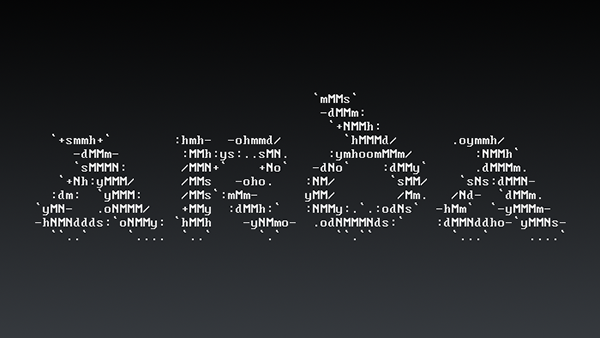 `mMMs`
-dMMm:
`+NMMh:
`+smmh+` :hmh- -ohmmd/ `hMMMd/ .oymmh/
-dMMm- :MMh:ys:..sMN. :ymhoomMMm/ :NMMh`
`sMMMN: /MMN+` `+No` -dNo` :dMMy` .dMMMm.
`+Nh:yMMM/ /MMs -oho. :NM/ sMM/ `sNs:dMMN-
:dm: `yMMM: /MMs`:mMm- yMM/ /Mm. /Nd- `dMMm.
`yMN- .oNMMM/ +MMy :dMMh:` :NMMy:.`.:odNs` -hMm` `-yMMMm-
-hNMNddds:`oNMMy: `hMMh -yNMmo- .odNMMMNds:` :dMMNddho-`yMMNs-
``..` `.... `..` `.` ``.`` `...` ....`